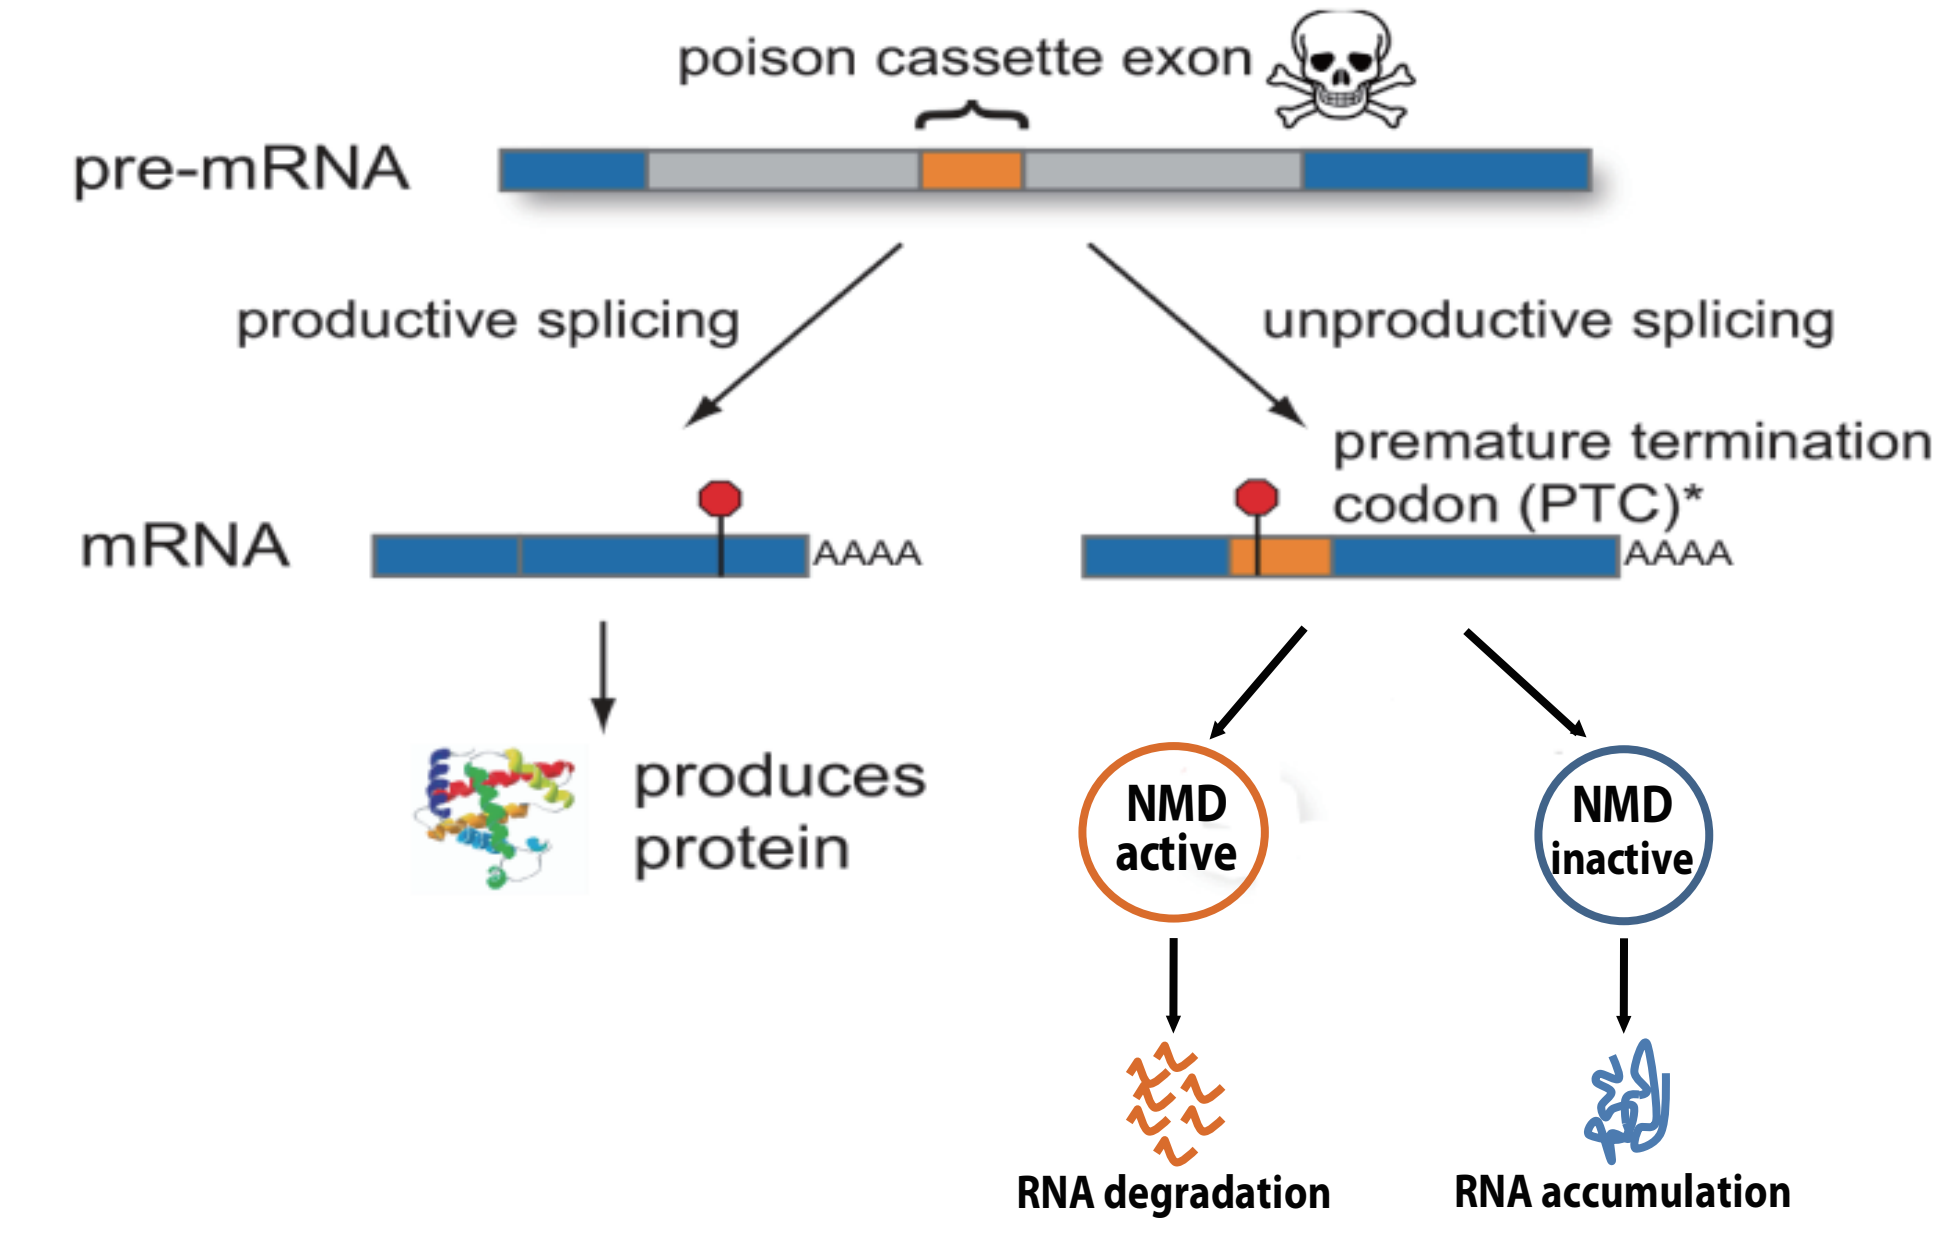 poison cassette exon
pre-mRNA
productive splicing
unproductive splicing
premature termination
codon (PTC)*
mRNA
AAAA
AAAA
produces
protein
NMD
active
NMD
inactive
RNA degradation
RNA accumulation